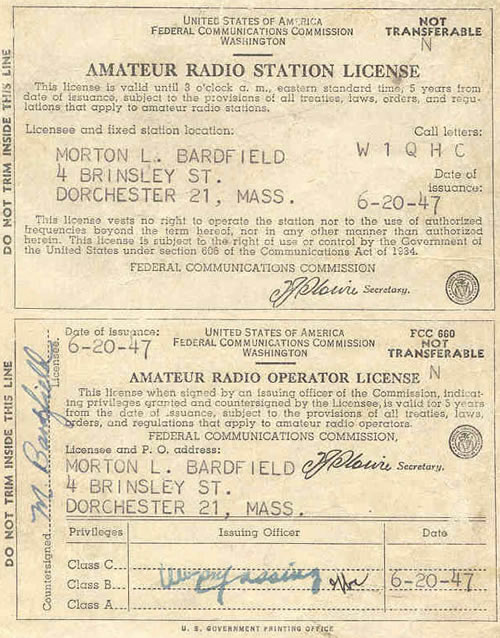 UNITED STATES OF AMERICA
FEDERAL COMMUNICATIONS COMMISSION
WASHINGTON
NOT
TRANSFERABLE
N
AMATEUR RADIO STATION LICENSE
This license is valid until 3 o'clock a. m., eastern standard time, 5 years from
date of issuance, subject to the provisions of all treaties, laws, orders, and regu-
lations that apply to amateur radio stations.
Licensee and fixed station location:
Call letters:
MORTON L. BARDFIELD
W 1 Q H C
4 BRINSLEY ST.
Date of
issuance:
DORCHESTER 21, MASS.
6-20-47
This license vests no right to operate the station nor to the use of authorized
frequencies beyond the term hereof, nor in any other manner than authorized
herein. This license is subject to the right of use or control by the Government of
the United States under section 606 of the Communications Act of 1934.
FEDERAL COMMUNICATIONS COMMISSION
Secretary.
DO NOT TRIM INSIDE THIS LINE
Date of issuance:
6-20-47
UNITED STATES OF AMERICA
FEDERAL COMMUNICATIONS COMMISSION
WASHINGTON
FCC 660
NOT
TRANSFERABLE
N
AMATEUR RADIO OPERATOR LICENSE
This license when signed by an issuing officer of the Commission, indicat-
ing privileges granted and countersigned by the Licensee, is valid for 5 years
from the date of issuance, subject to the provisions of all treaties, laws,
orders, and regulations that apply to amateur radio operators.
FEDERAL COMMUNICATIONS COMMISSION,
Licensee and P. O. address:
Secretary.
MORTON L. BARDFIELD
4 BRINSLEY ST.
DORCHESTER 21, MASS.
Privileges
Issuing Officer
Date
Class C
Class B
6-20-47
Class A
DO NOT TRIM INSIDE THIS LINE
Countersigned M Bardfield Licensee.
U. S. GOVERNMENT PRINTING OFFICE